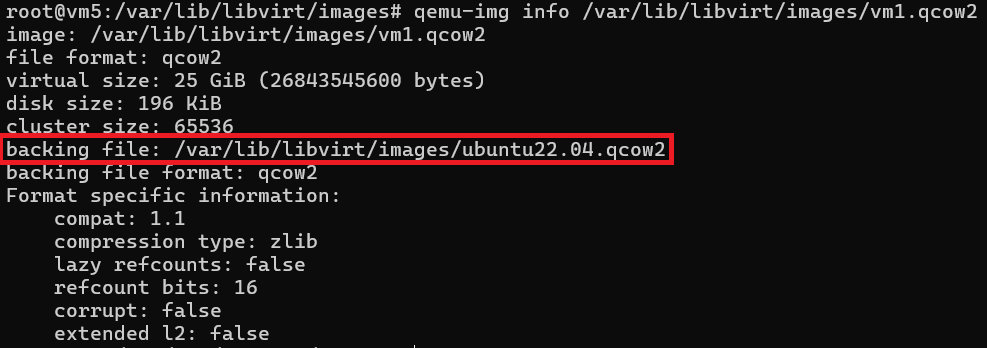 root@vm5:/var/lib/libvirt/images# qemu-img info /var/lib/libvirt/images/vm1.qcow2
image: /var/lib/libvirt/images/vm1.qcow2
file format: qcow2
virtual size: 25 GiB (26843545600 bytes)
disk size: 196 KiB
cluster size: 65536
backing file: /var/lib/libvirt/images/ubuntu22.04.qcow2
backing file format: qcow2
Format specific information:
    compat: 1.1
    compression type: zlib
    lazy refcounts: false
    refcount bits: 16
    corrupt: false
    extended l2: false